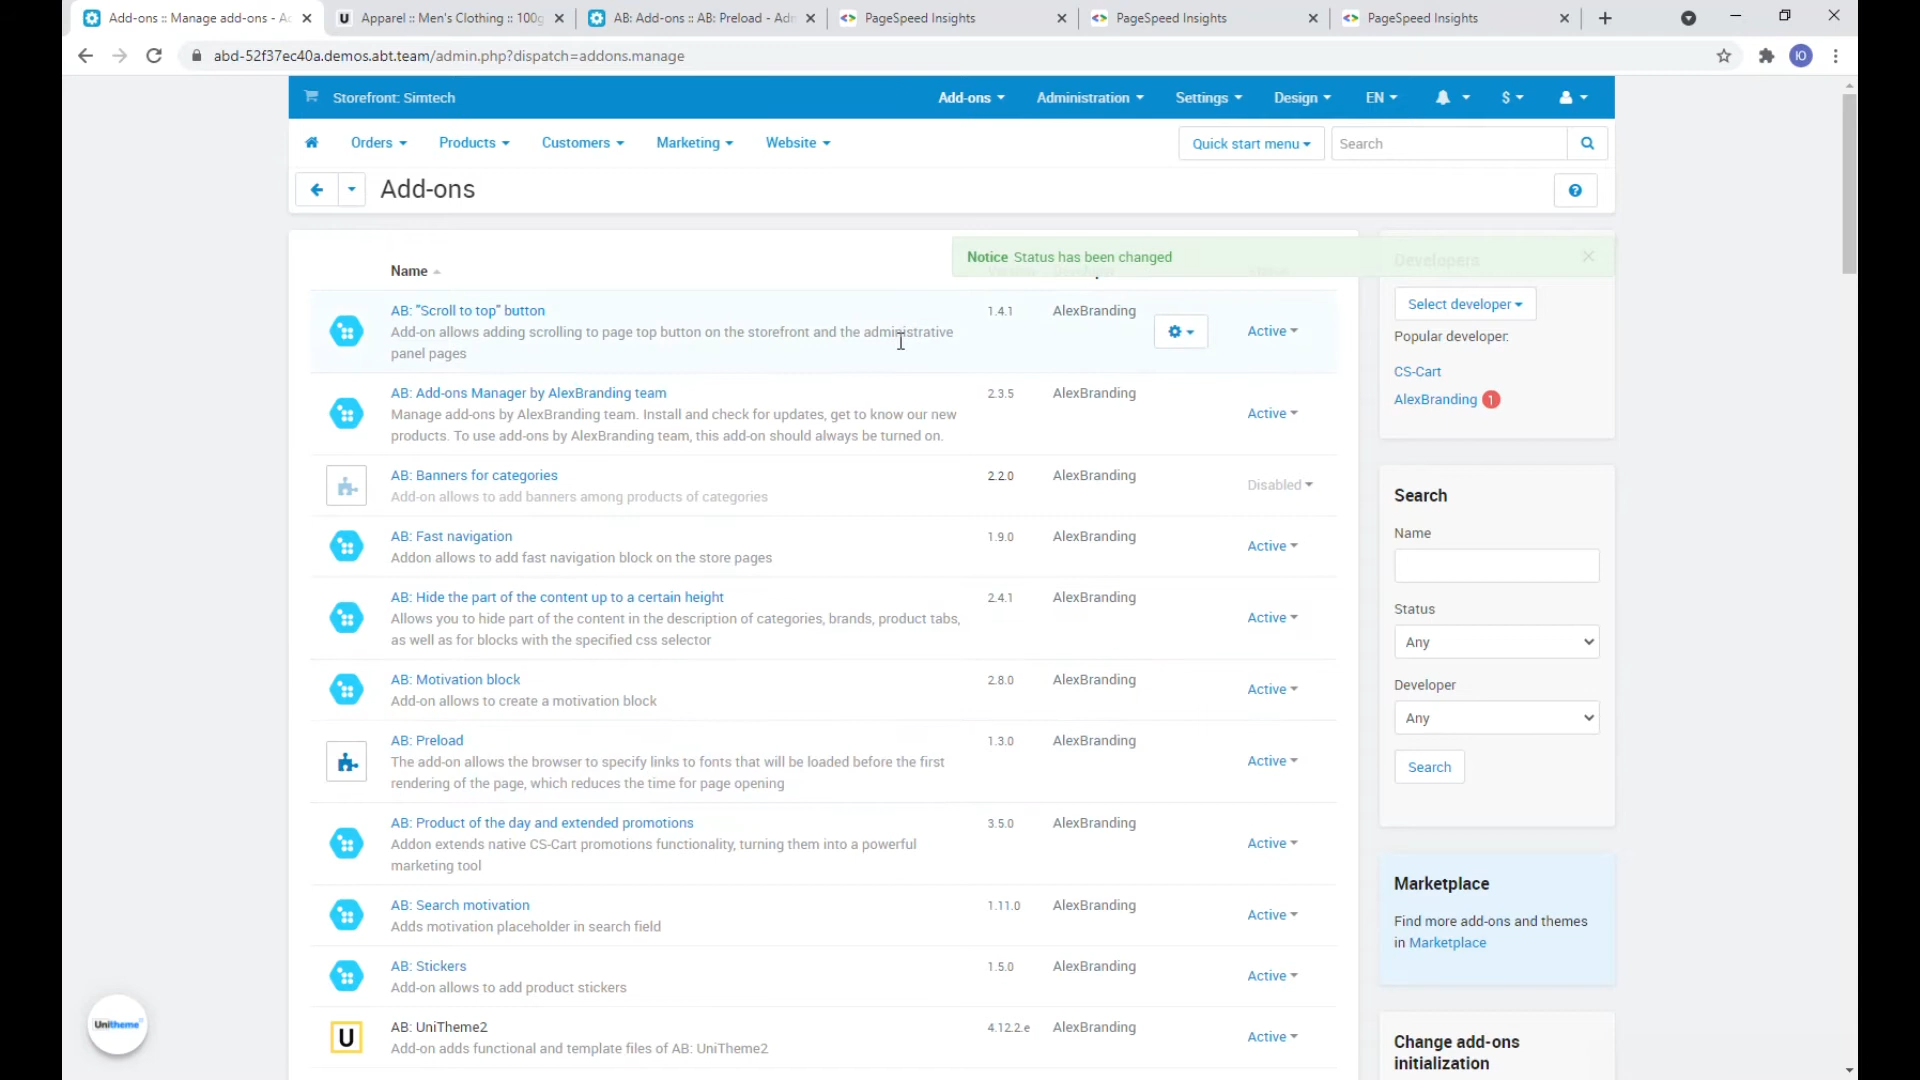 Add-ons :: Manage add-ons - A
Apparel :: Men's Clothing :: 100g
AB: Add-ons :: AB: Preload - Adm
PageSpeed Insights
PageSpeed Insights
PageSpeed Insights
abd-52f37ec40a.demos.abt.team/admin.php?dispatch=addons.manage
Ю
Storefront: Simtech
Add-ons
Administration
Settings
Design
EN
$
Orders
Products
Customers
Marketing
Website
Quick start menu
Search
Add-ons
Notice Status has been changed
Name
Developers
AB: "Scroll to top" button
1.4.1
AlexBranding
Add-on allows adding scrolling to page top button on the storefront and the administrative
panel pages
Active
AB: Add-ons Manager by AlexBranding team
2.3.5
AlexBranding
Manage add-ons by AlexBranding team. Install and check for updates, get to know our new
products. To use add-ons by AlexBranding team, this add-on should always be turned on.
Active
AB: Banners for categories
2.2.0
AlexBranding
Add-on allows to add banners among products of categories
Disabled
AB: Fast navigation
1.9.0
AlexBranding
Addon allows to add fast navigation block on the store pages
Active
AB: Hide the part of the content up to a certain height
2.4.1
AlexBranding
Allows you to hide part of the content in the description of categories, brands, product tabs,
as well as for blocks with the specified css selector
Active
AB: Motivation block
2.8.0
AlexBranding
Add-on allows to create a motivation block
Active
AB: Preload
1.3.0
AlexBranding
The add-on allows the browser to specify links to fonts that will be loaded before the first
rendering of the page, which reduces the time for page opening
Active
AB: Product of the day and extended promotions
3.5.0
AlexBranding
Addon extends native CS-Cart promotions functionality, turning them into a powerful
marketing tool
Active
AB: Search motivation
1.11.0
AlexBranding
Adds motivation placeholder in search field
Active
AB: Stickers
1.5.0
AlexBranding
Add-on allows to add product stickers
Active
U
AB: UniTheme2
4.12.2.e
AlexBranding
Add-on adds functional and template files of AB: UniTheme2
Active
Select developer
Popular developer:
CS-Cart
AlexBranding 1
Search
Name
Status
Any
Developer
Any
Search
Marketplace
Find more add-ons and themes
in Marketplace
Change add-ons
initialization
Unitheme